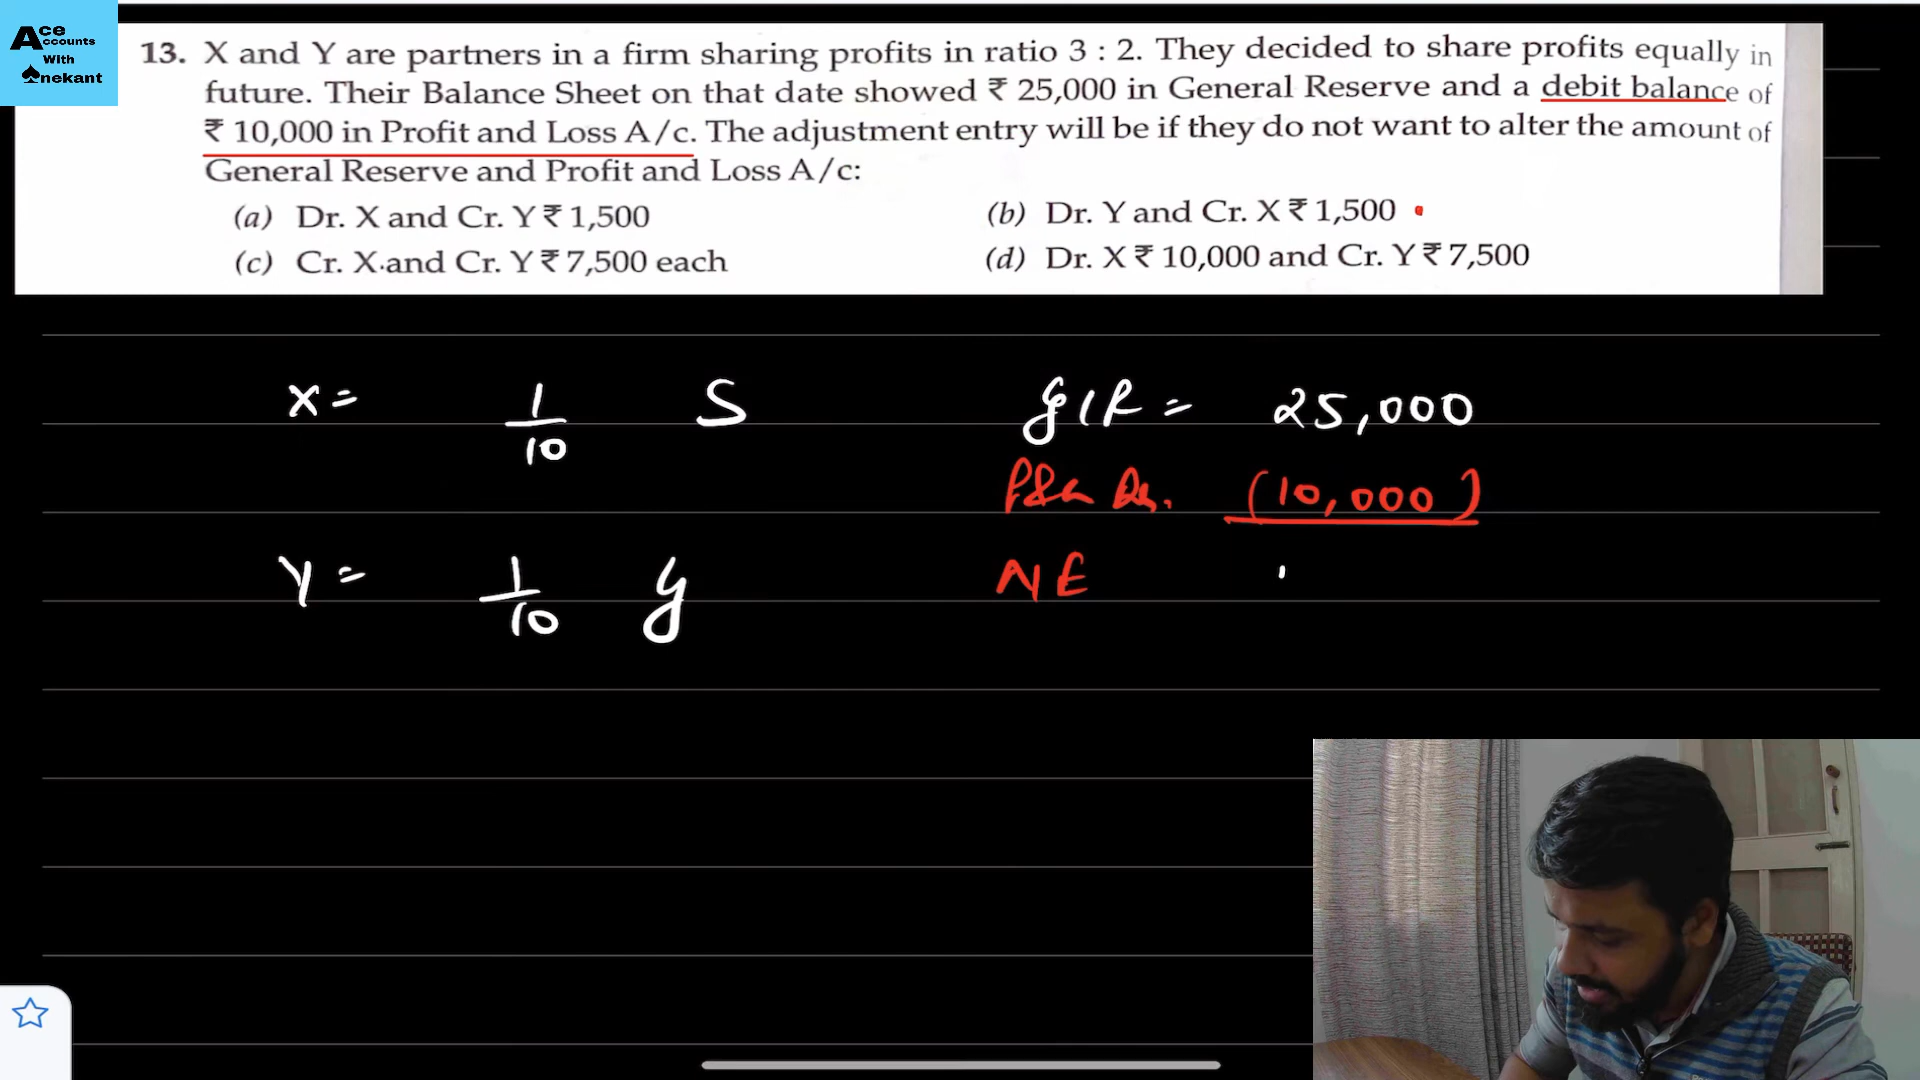 Ace
Accounts
With
Anekant
13. X and Y are partners in a firm sharing profits in ratio 3 : 2. They decided to share profits equally in
future. Their Balance Sheet on that date showed ₹ 25,000 in General Reserve and a debit balance of
₹ 10,000 in Profit and Loss A/c. The adjustment entry will be if they do not want to alter the amount of
General Reserve and Profit and Loss A/c:
(a) Dr. X and Cr. Y ₹ 1,500
(b) Dr. Y and Cr. X ₹ 1,500
(c) Cr. X and Cr. Y ₹ 7,500 each
(d) Dr. X ₹ 10,000 and Cr. Y ₹ 7,500
X = 1/10 S
G/R = 25,000
P&L Dr. (10,000)
Y = 1/10 G
NE